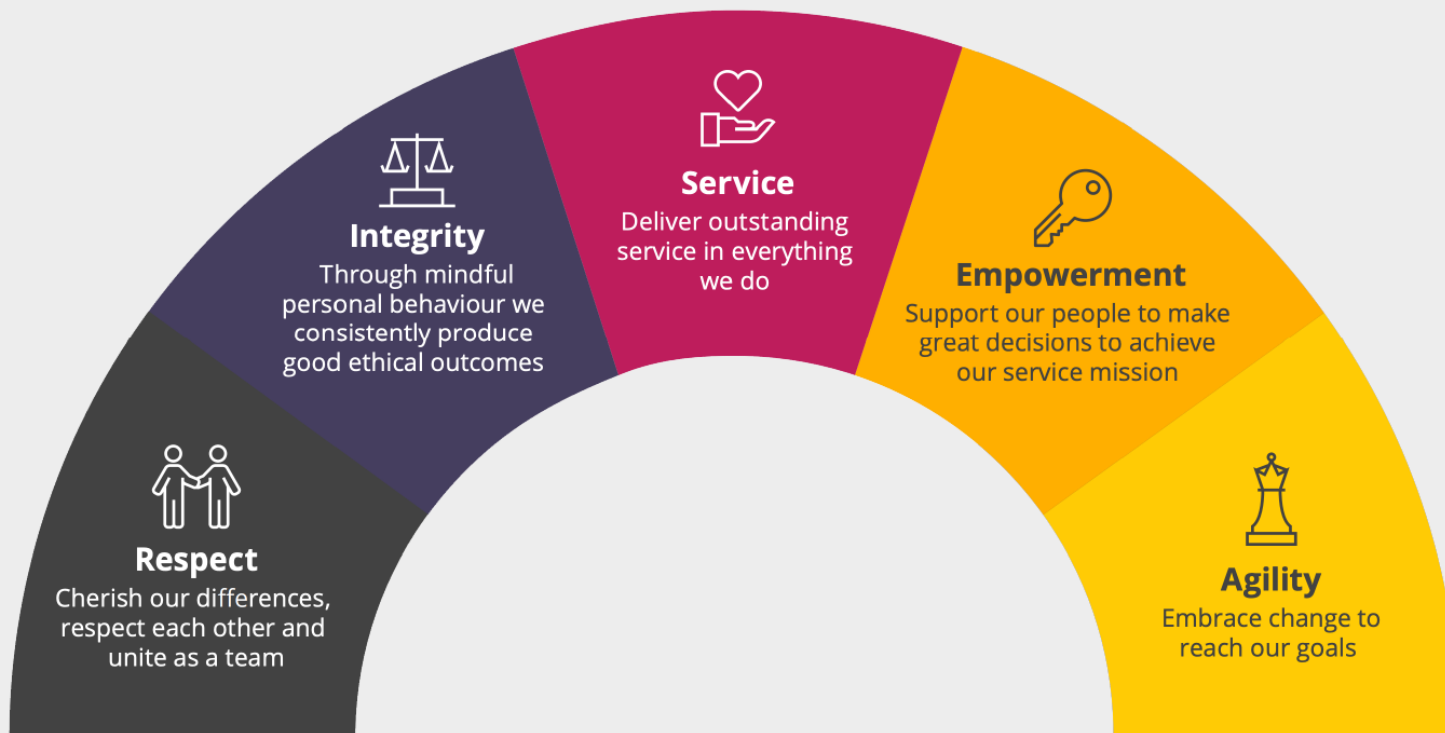 Respect
Cherish our differences,
respect each other and
unite as a team
Integrity
Through mindful
personal behaviour we
consistently produce
good ethical outcomes
Service
Deliver outstanding
service in everything
we do
Empowerment
Support our people to make
great decisions to achieve
our service mission
Agility
Embrace change to
reach our goals